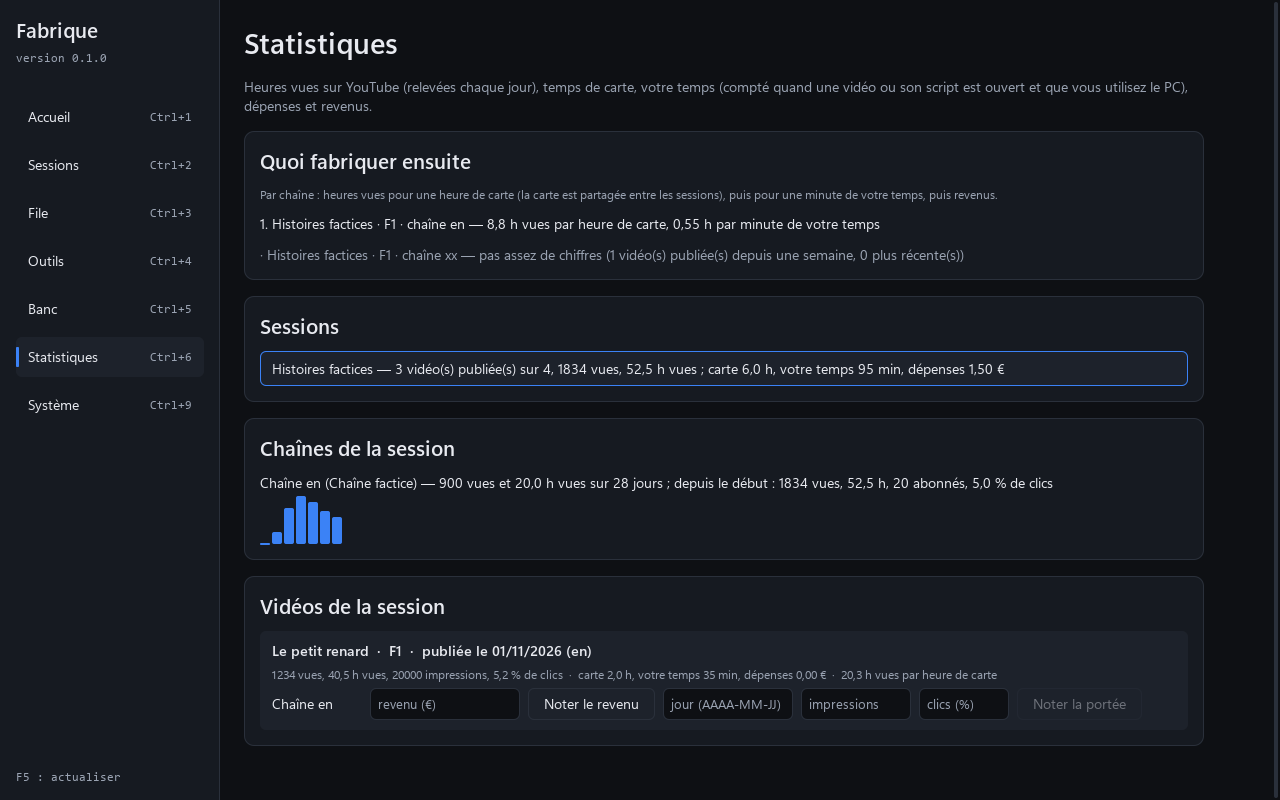 Fabrique
version 0.1.0
Accueil Ctrl+1
Sessions Ctrl+2
File Ctrl+3
Outils Ctrl+4
Banc Ctrl+5
Statistiques Ctrl+6
Système Ctrl+9
F5 : actualiser
Statistiques
Heures vues sur YouTube (relevées chaque jour), temps de carte, votre temps (compté quand une vidéo ou son script est ouvert et que vous utilisez le PC),
dépenses et revenus.
Quoi fabriquer ensuite
Par chaîne : heures vues pour une heure de carte (la carte est partagée entre les sessions), puis pour une minute de votre temps, puis revenus.
1. Histoires factices · F1 · chaîne en — 8,8 h vues par heure de carte, 0,55 h par minute de votre temps
· Histoires factices · F1 · chaîne xx — pas assez de chiffres (1 vidéo(s) publiée(s) depuis une semaine, 0 plus récente(s))
Sessions
Histoires factices — 3 vidéo(s) publiée(s) sur 4, 1834 vues, 52,5 h vues ; carte 6,0 h, votre temps 95 min, dépenses 1,50 €
Chaînes de la session
Chaîne en (Chaîne factice) — 900 vues et 20,0 h vues sur 28 jours ; depuis le début : 1834 vues, 52,5 h, 20 abonnés, 5,0 % de clics
Vidéos de la session
Le petit renard · F1 · publiée le 01/11/2026 (en)
1234 vues, 40,5 h vues, 20000 impressions, 5,2 % de clics · carte 2,0 h, votre temps 35 min, dépenses 0,00 € · 20,3 h vues par heure de carte
Chaîne en revenu (€) Noter le revenu jour (AAAA-MM-JJ) impressions clics (%) Noter la portée